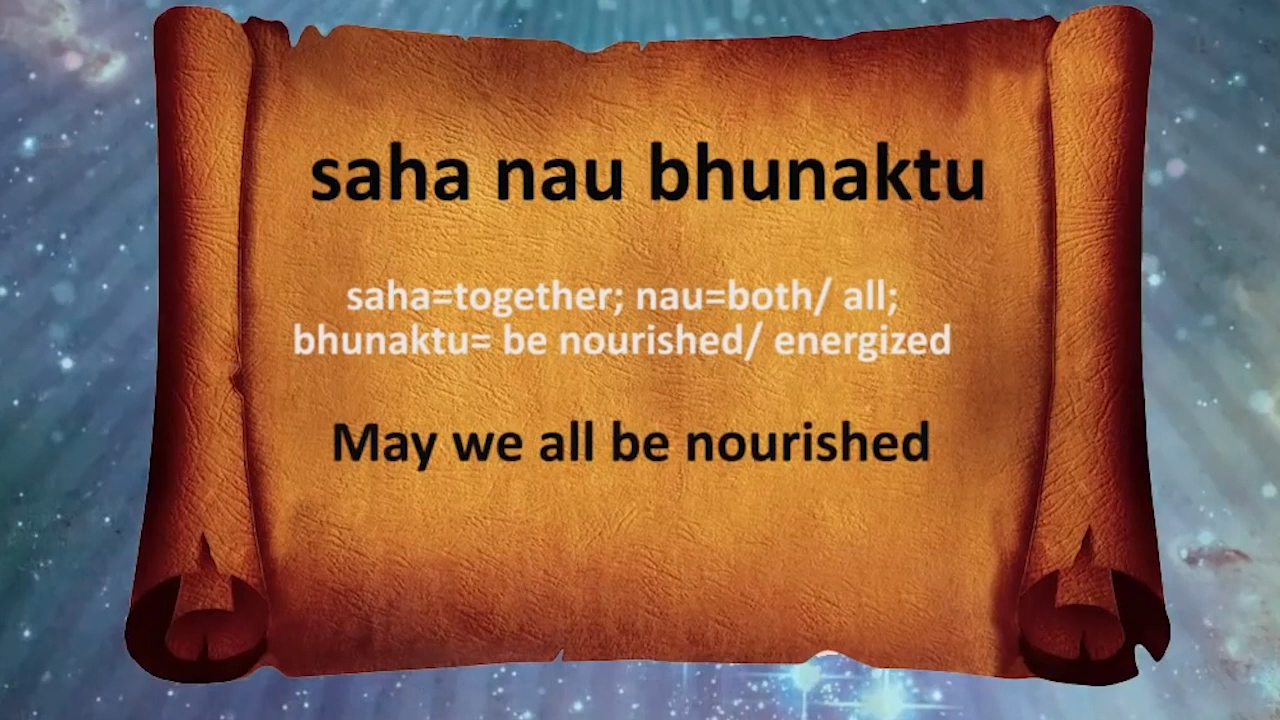 saha nau bhunaktu
saha=together; nau=both/ all;
bhunaktu= be nourished/ energized
May we all be nourished